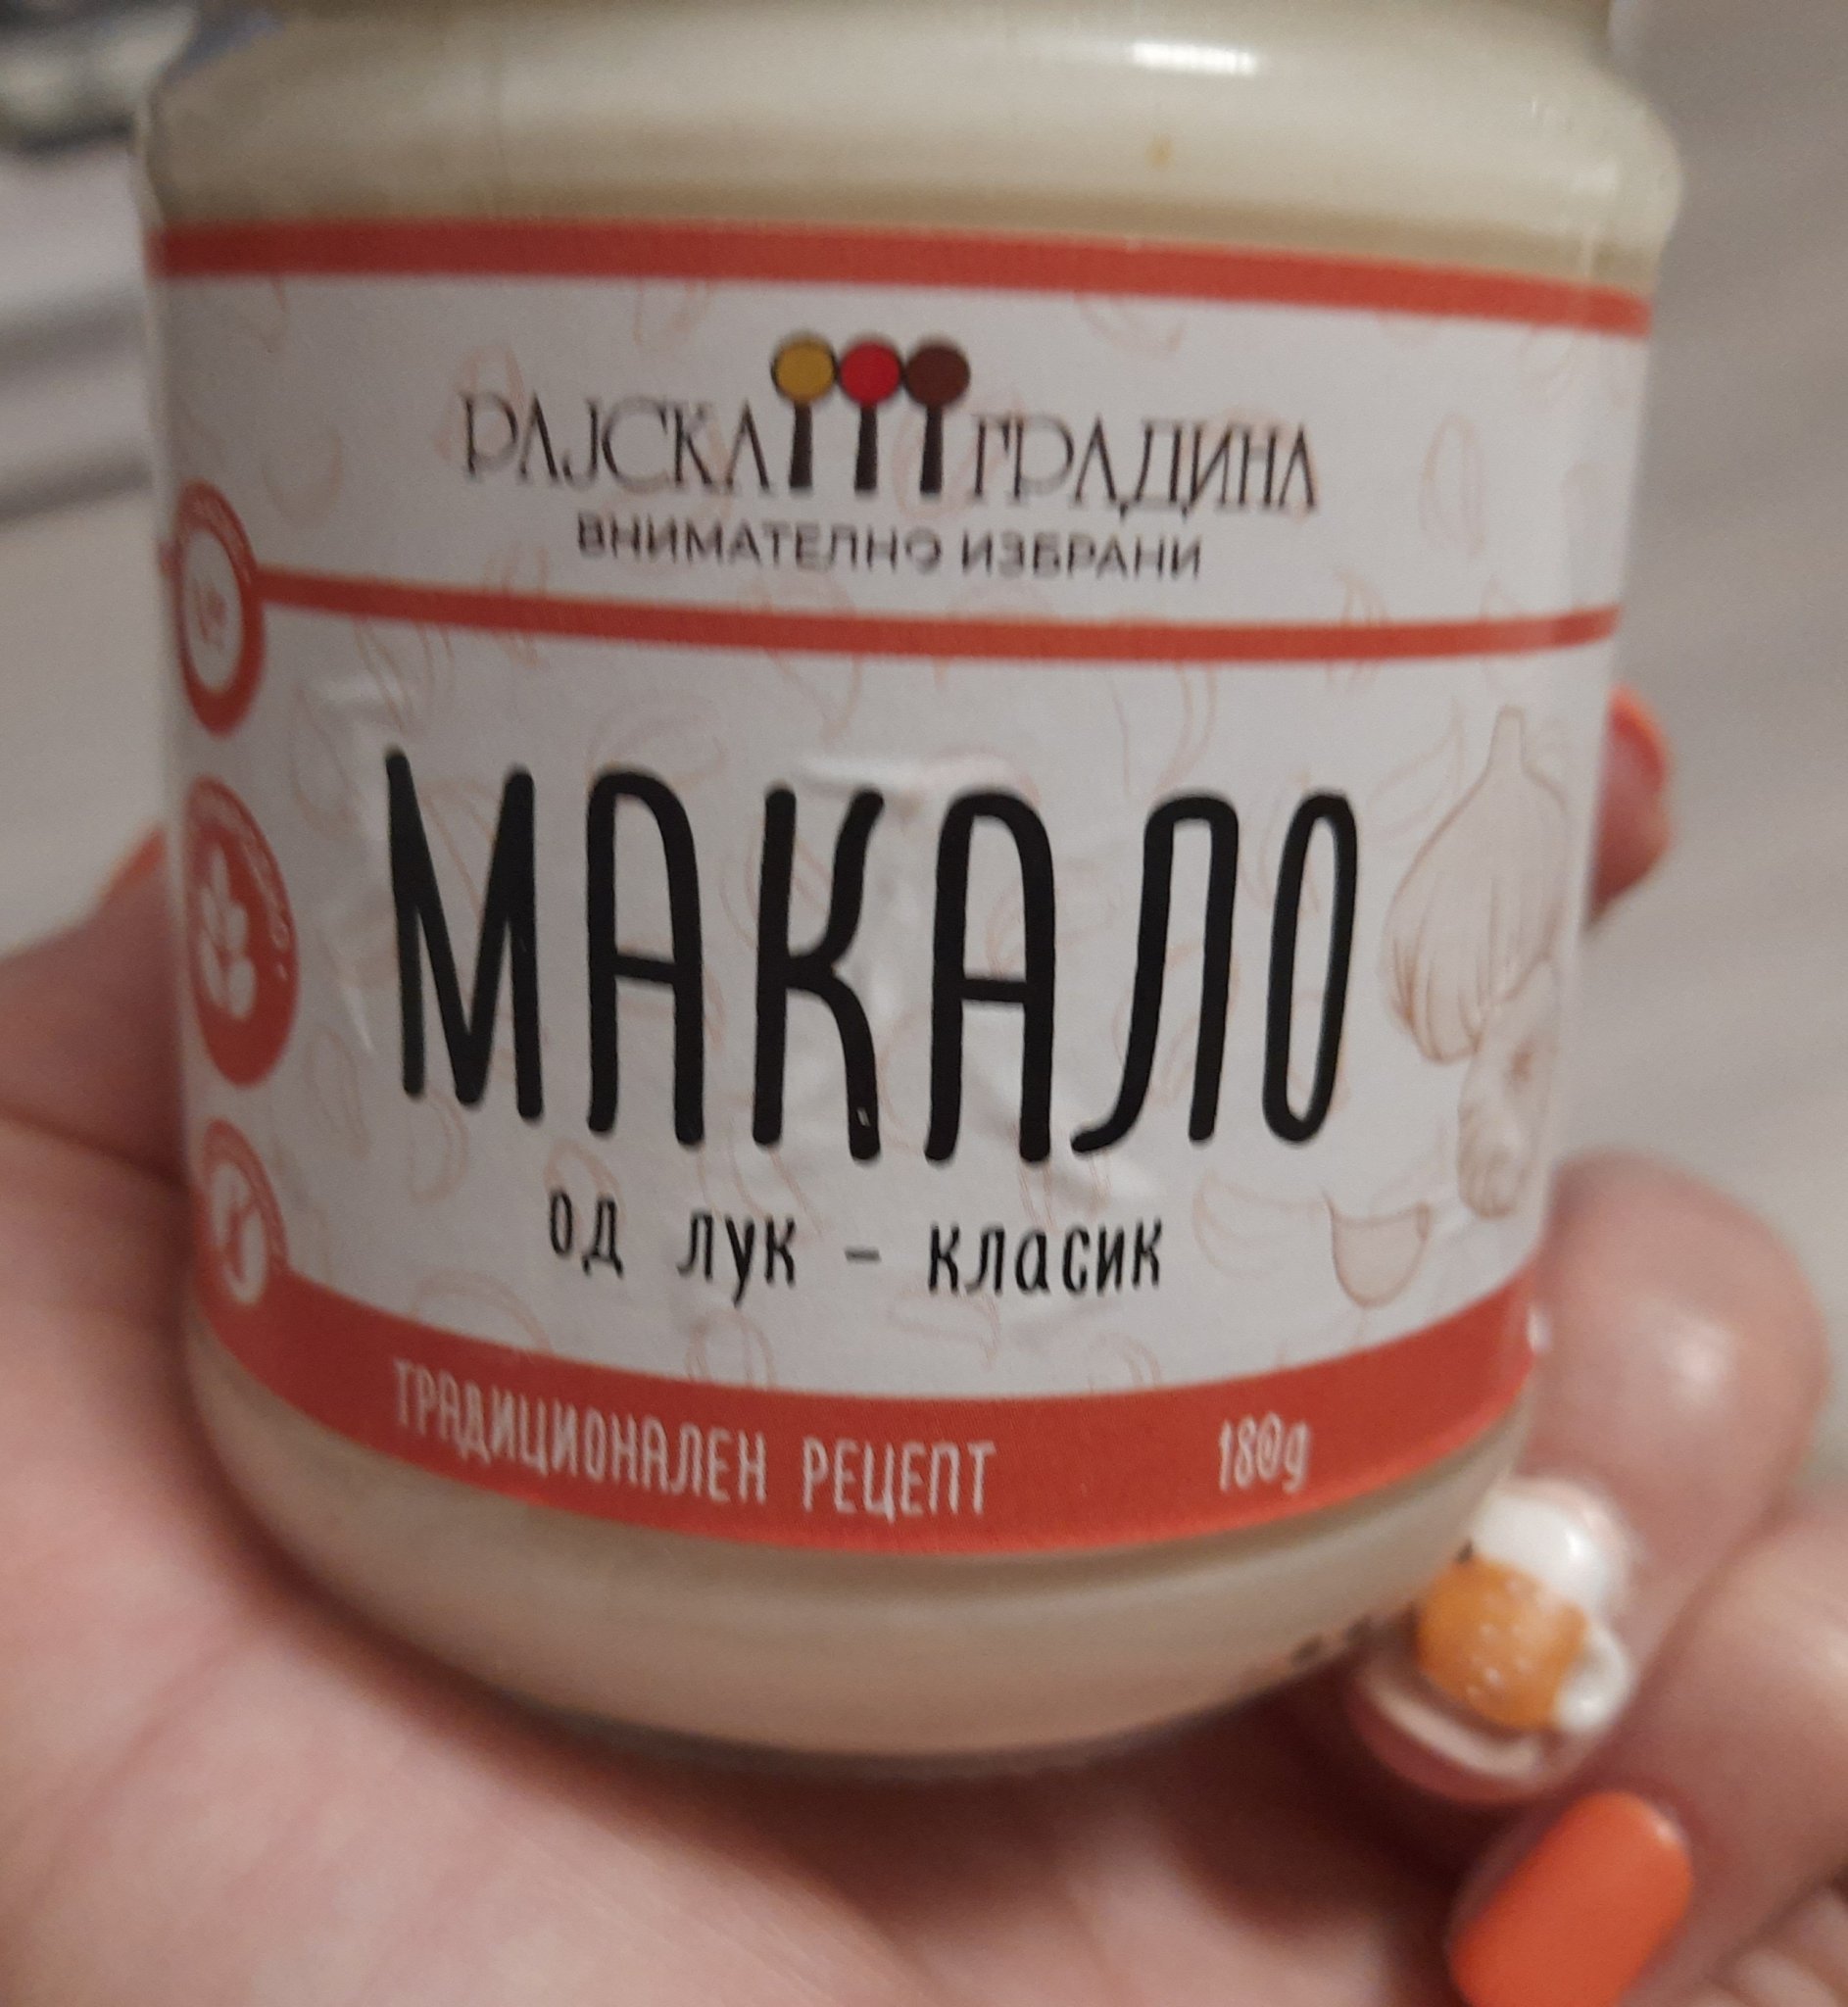 РАЈСКА ГРАДИНА
ВНИМАТЕЛНО ИЗБРАНИ
МАКАЛО
од лук - класик
ТРАДИЦИОНАЛЕН РЕЦЕПТ 180g